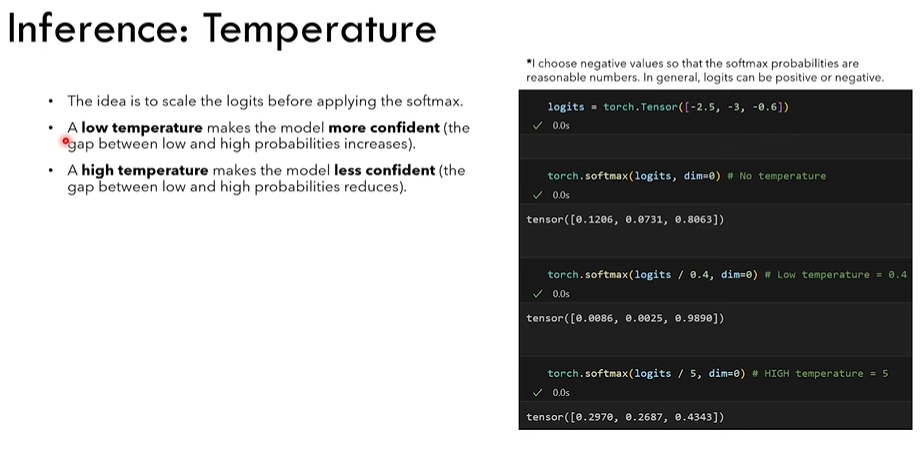 Inference: Temperature
• The idea is to scale the logits before applying the softmax.
• A low temperature makes the model more confident (the
gap between low and high probabilities increases).
• A high temperature makes the model less confident (the
gap between low and high probabilities reduces).
*I choose negative values so that the softmax probabilities are
reasonable numbers. In general, logits can be positive or negative.
logits = torch.Tensor([-2.5, -3, -0.6])
✓ 0.0s
torch.softmax(logits, dim=0) # No temperature
✓ 0.0s
tensor([0.1206, 0.0731, 0.8063])
torch.softmax(logits / 0.4, dim=0) # Low temperature = 0.4
✓ 0.0s
tensor([0.0086, 0.0025, 0.9890])
torch.softmax(logits / 5, dim=0) # HIGH temperature = 5
✓ 0.0s
tensor([0.2970, 0.2687, 0.4343])